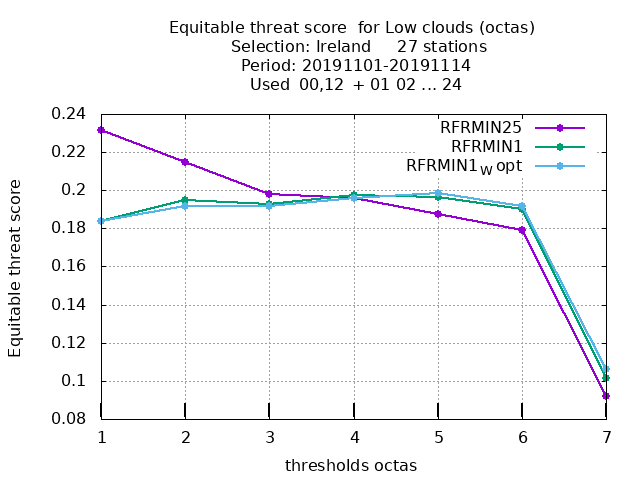 Equitable threat score  for Low clouds (octas)
Selection: Ireland     27 stations
Period: 20191101-20191114
Used  00,12  + 01 02 ... 24
RFRMIN25
RFRMIN1
RFRMIN1W opt
Equitable threat score
0.24
0.22
0.2
0.18
0.16
0.14
0.12
0.1
0.08
1 2 3 4 5 6 7
thresholds octas